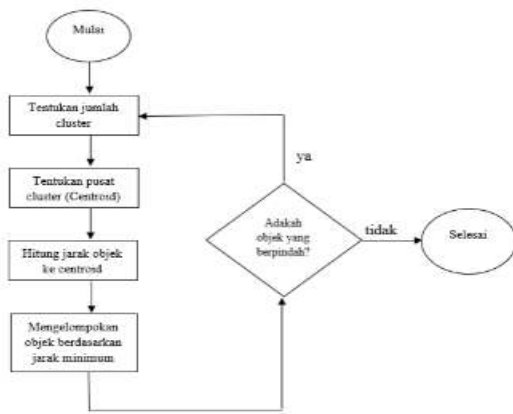 Mulai
Tentukan jumlah
cluster
Tentukan pusat
cluster (Centroid)
Hitung jarak objek
ke centroid
Mengelompokan
objek berdasarkan
jarak minimum
Adakah
objek yang
berpindah?
ya
tidak
Selesai